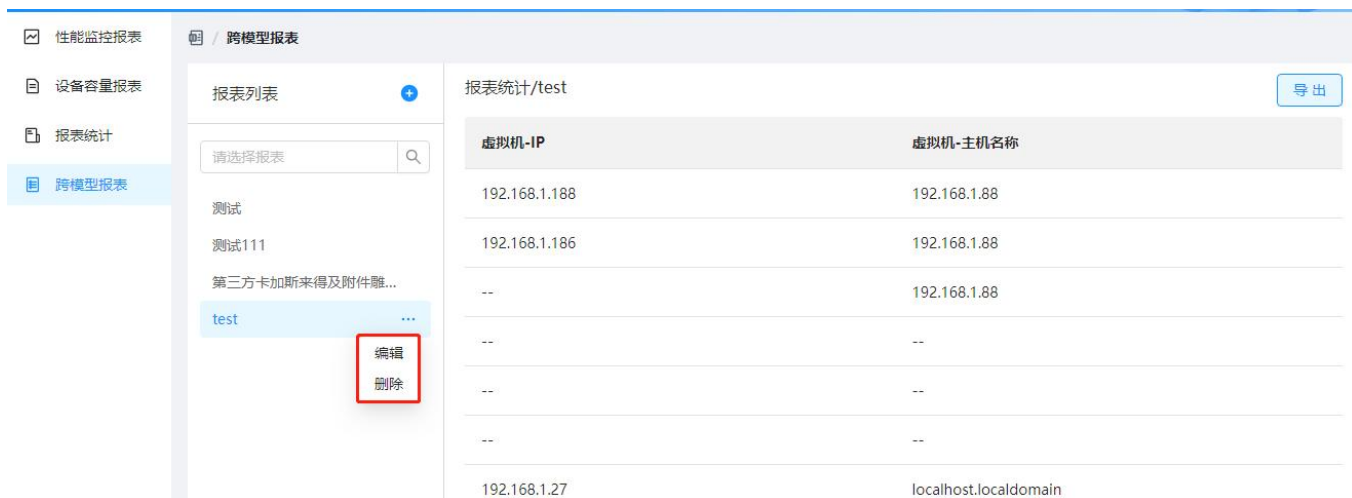 性能监控报表
设备容量报表
报表统计
跨模型报表
/ 跨模型报表
报表列表
请选择报表
测试
测试111
第三方卡加斯来得及附件雕...
test ...
编辑
删除
报表统计/test
导出
虚拟机-IP 虚拟机-主机名称
192.168.1.188 192.168.1.88
192.168.1.186 192.168.1.88
-- 192.168.1.88
-- --
-- --
-- --
192.168.1.27 localhost.localdomain